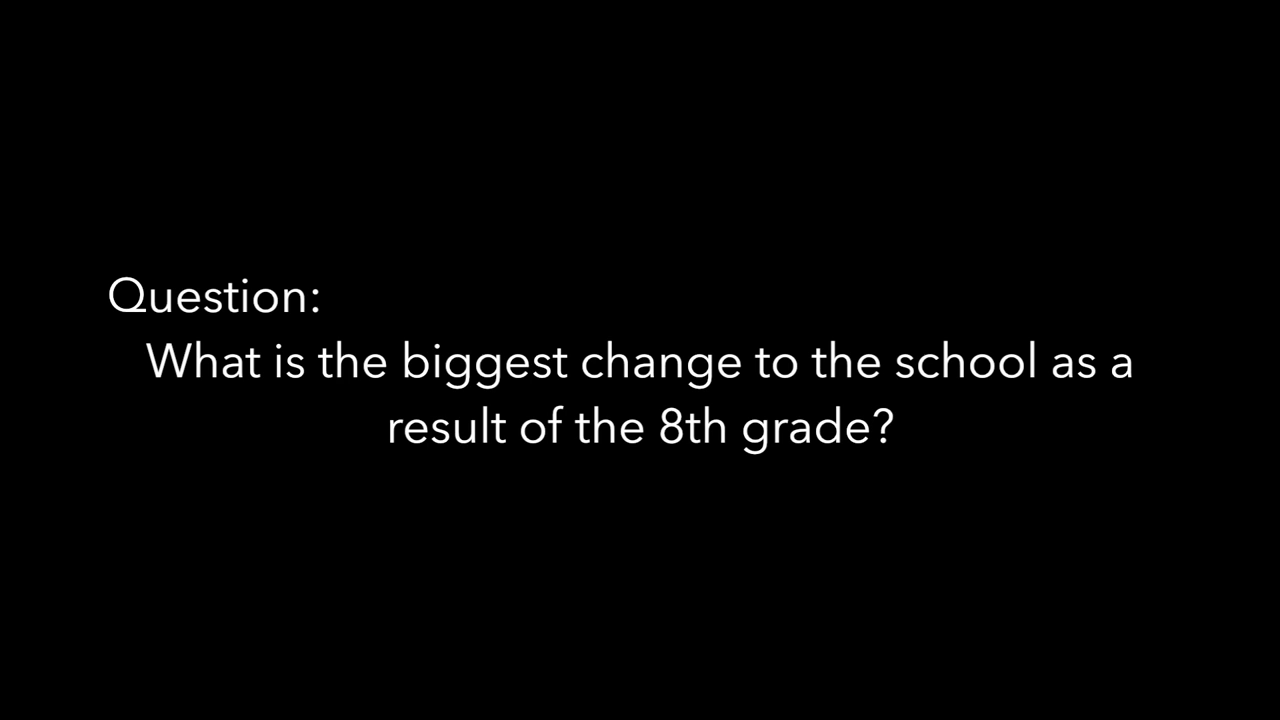 Question:
What is the biggest change to the school as a
result of the 8th grade?